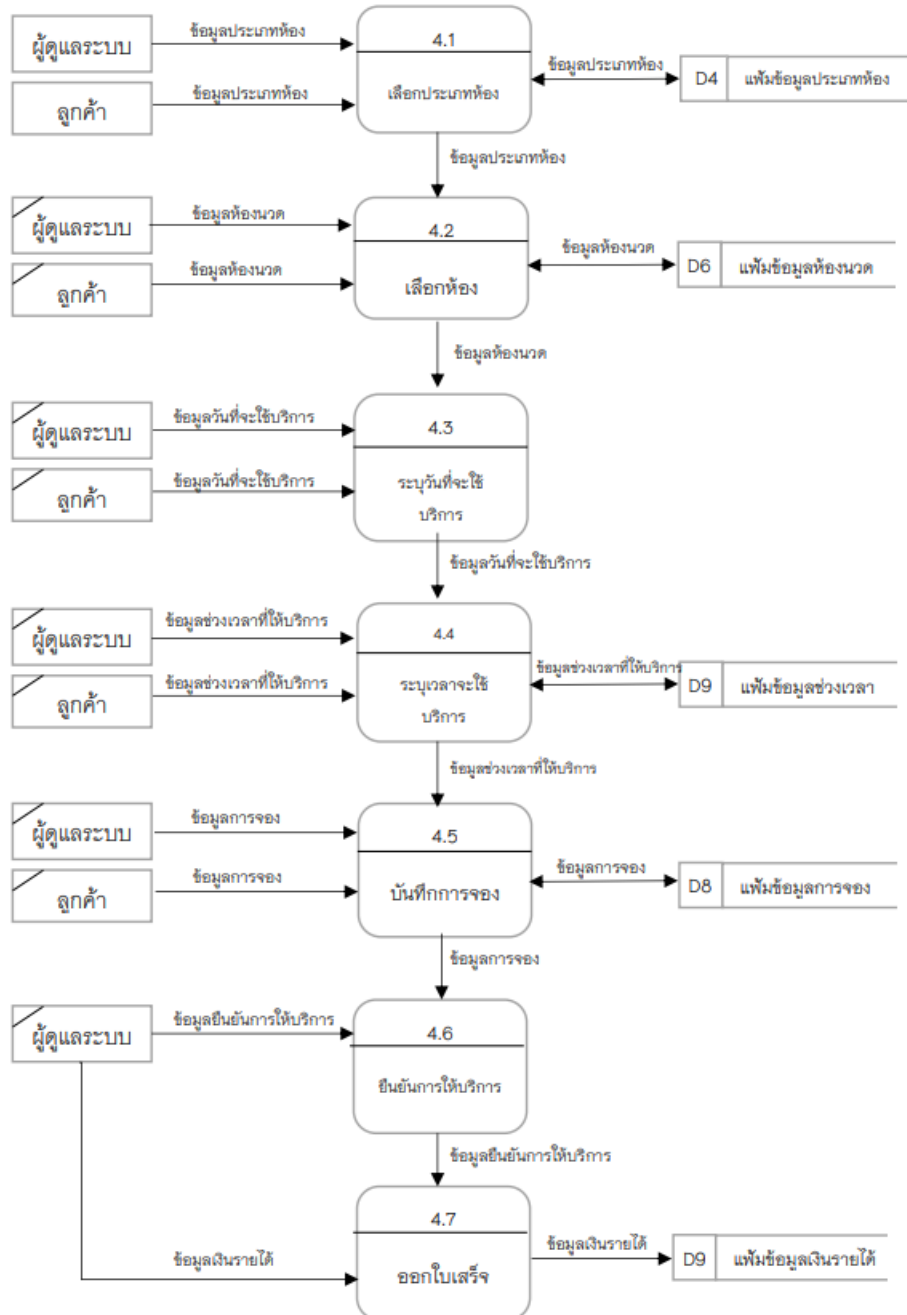 ผู้ดูแลระบบ
ข้อมูลประเภทห้อง
4.1
ลูกค้า
ข้อมูลประเภทห้อง
เลือกประเภทห้อง
ข้อมูลประเภทห้อง
D4
แฟ้มข้อมูลประเภทห้อง
ข้อมูลประเภทห้อง
ผู้ดูแลระบบ
ข้อมูลห้องนวด
4.2
ลูกค้า
ข้อมูลห้องนวด
เลือกห้อง
ข้อมูลห้องนวด
D6
แฟ้มข้อมูลห้องนวด
ข้อมูลห้องนวด
ผู้ดูแลระบบ
ข้อมูลวันที่จะใช้บริการ
4.3
ลูกค้า
ข้อมูลวันที่จะใช้บริการ
ระบุวันที่จะใช้
บริการ
ข้อมูลวันที่จะใช้บริการ
ผู้ดูแลระบบ
ข้อมูลช่วงเวลาที่ให้บริการ
4.4
ลูกค้า
ข้อมูลช่วงเวลาที่ให้บริการ
ระบุเวลาจะใช้
บริการ
ข้อมูลช่วงเวลาที่ให้บริการ
D9
แฟ้มข้อมูลช่วงเวลา
ข้อมูลช่วงเวลาที่ให้บริการ
ผู้ดูแลระบบ
ข้อมูลการจอง
4.5
ลูกค้า
ข้อมูลการจอง
บันทึกการจอง
ข้อมูลการจอง
D8
แฟ้มข้อมูลการจอง
ข้อมูลการจอง
ผู้ดูแลระบบ
ข้อมูลยืนยันการให้บริการ
4.6
ยืนยันการให้บริการ
ข้อมูลยืนยันการให้บริการ
4.7
ข้อมูลเงินรายได้
ออกใบเสร็จ
ข้อมูลเงินรายได้
D9
แฟ้มข้อมูลเงินรายได้